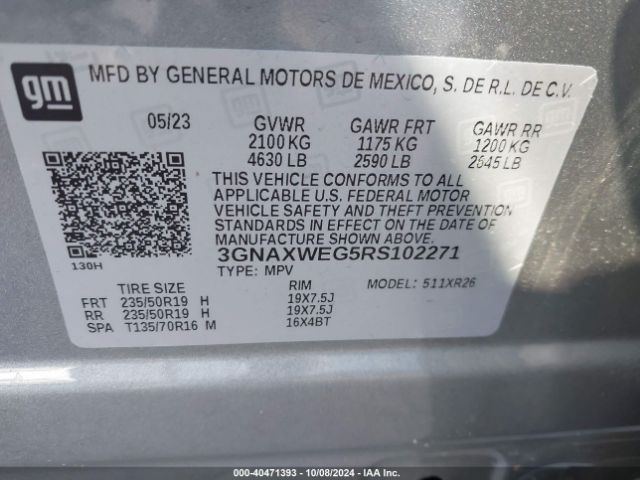 gm
MFD BY GENERAL MOTORS DE MEXICO, S. DE R.L. DE C.V.
05/23 GVWR GAWR FRT GAWR RR
2100 KG 1175 KG 1200 KG
4630 LB 2590 LB 2645 LB
THIS VEHICLE CONFORMS TO ALL
APPLICABLE U.S. FEDERAL MOTOR
VEHICLE SAFETY AND THEFT PREVENTION
STANDARDS IN EFFECT ON THE DATE OF
MANUFACTURE SHOWN ABOVE.
3GNAXWEG5RS102271
130H
TYPE: MPV MODEL: 511XR26
TIRE SIZE RIM
FRT 235/50R19 H 19X7.5J
RR 235/50R19 H 19X7.5J
SPA T135/70R16 M 16X4BT
000-40471393 - 10/08/2024 - IAAI.COM